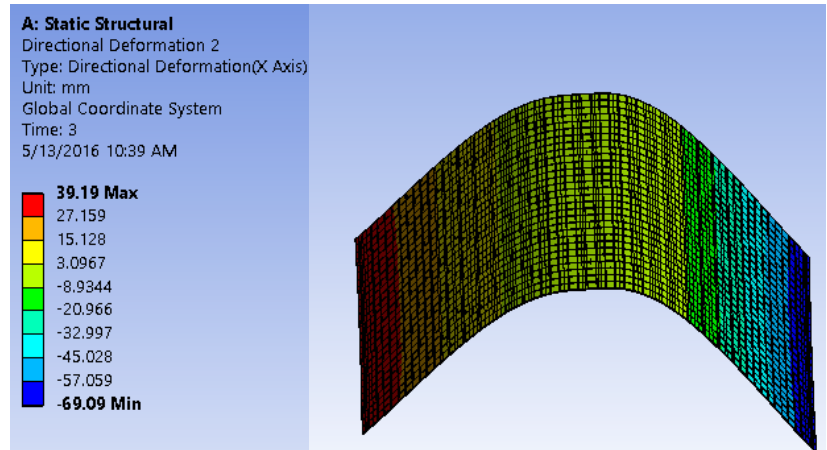 A: Static Structural
Directional Deformation 2
Type: Directional Deformation(X Axis)
Unit: mm
Global Coordinate System
Time: 3
5/13/2016 10:39 AM
39.19 Max
27.159
15.128
3.0967
-8.9344
-20.966
-32.997
-45.028
-57.059
-69.09 Min